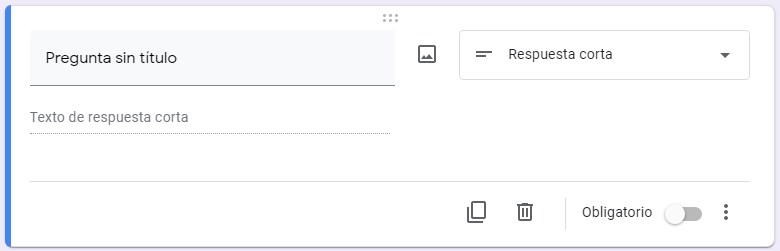 Pregunta sin título
Respuesta corta
Texto de respuesta corta
Obligatorio